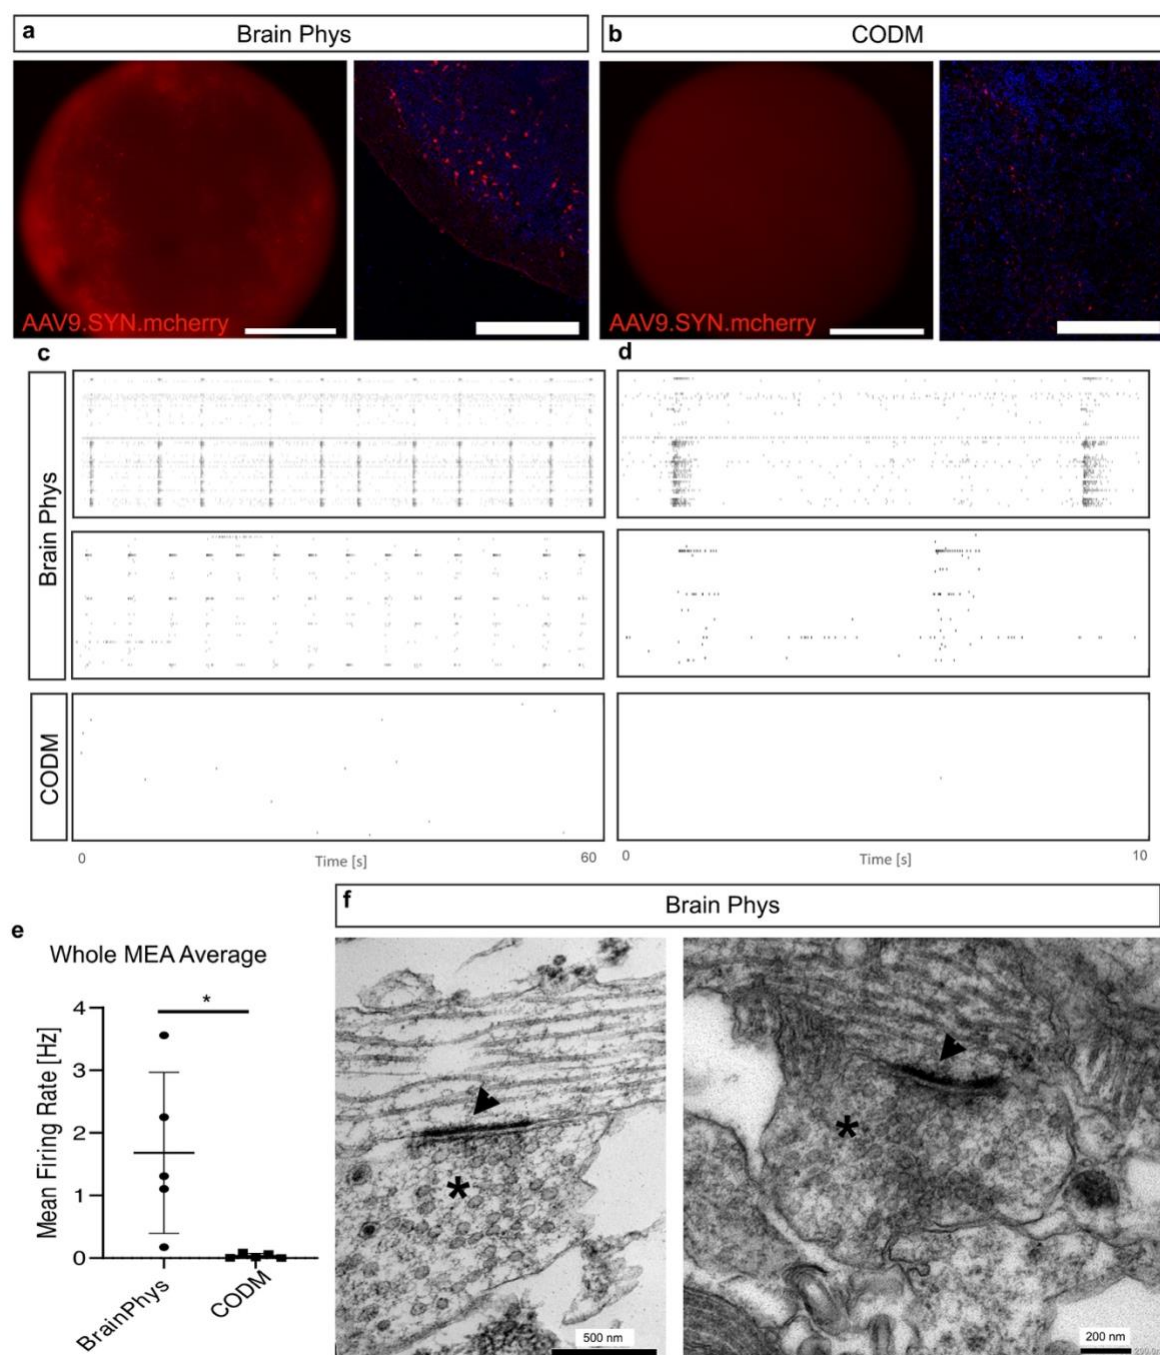 a
Brain Phys
b
CODM
AAV9.SYN.mcherry
AAV9.SYN.mcherry
c
d
Brain Phys
CODM
0
Time [s]
60
0
Time [s]
10
e
Whole MEA Average
*
Mean Firing Rate [Hz]
4
3
2
1
0
BrainPhys
CODM
f
Brain Phys
*
*
500 nm
200 nm
200.0nm